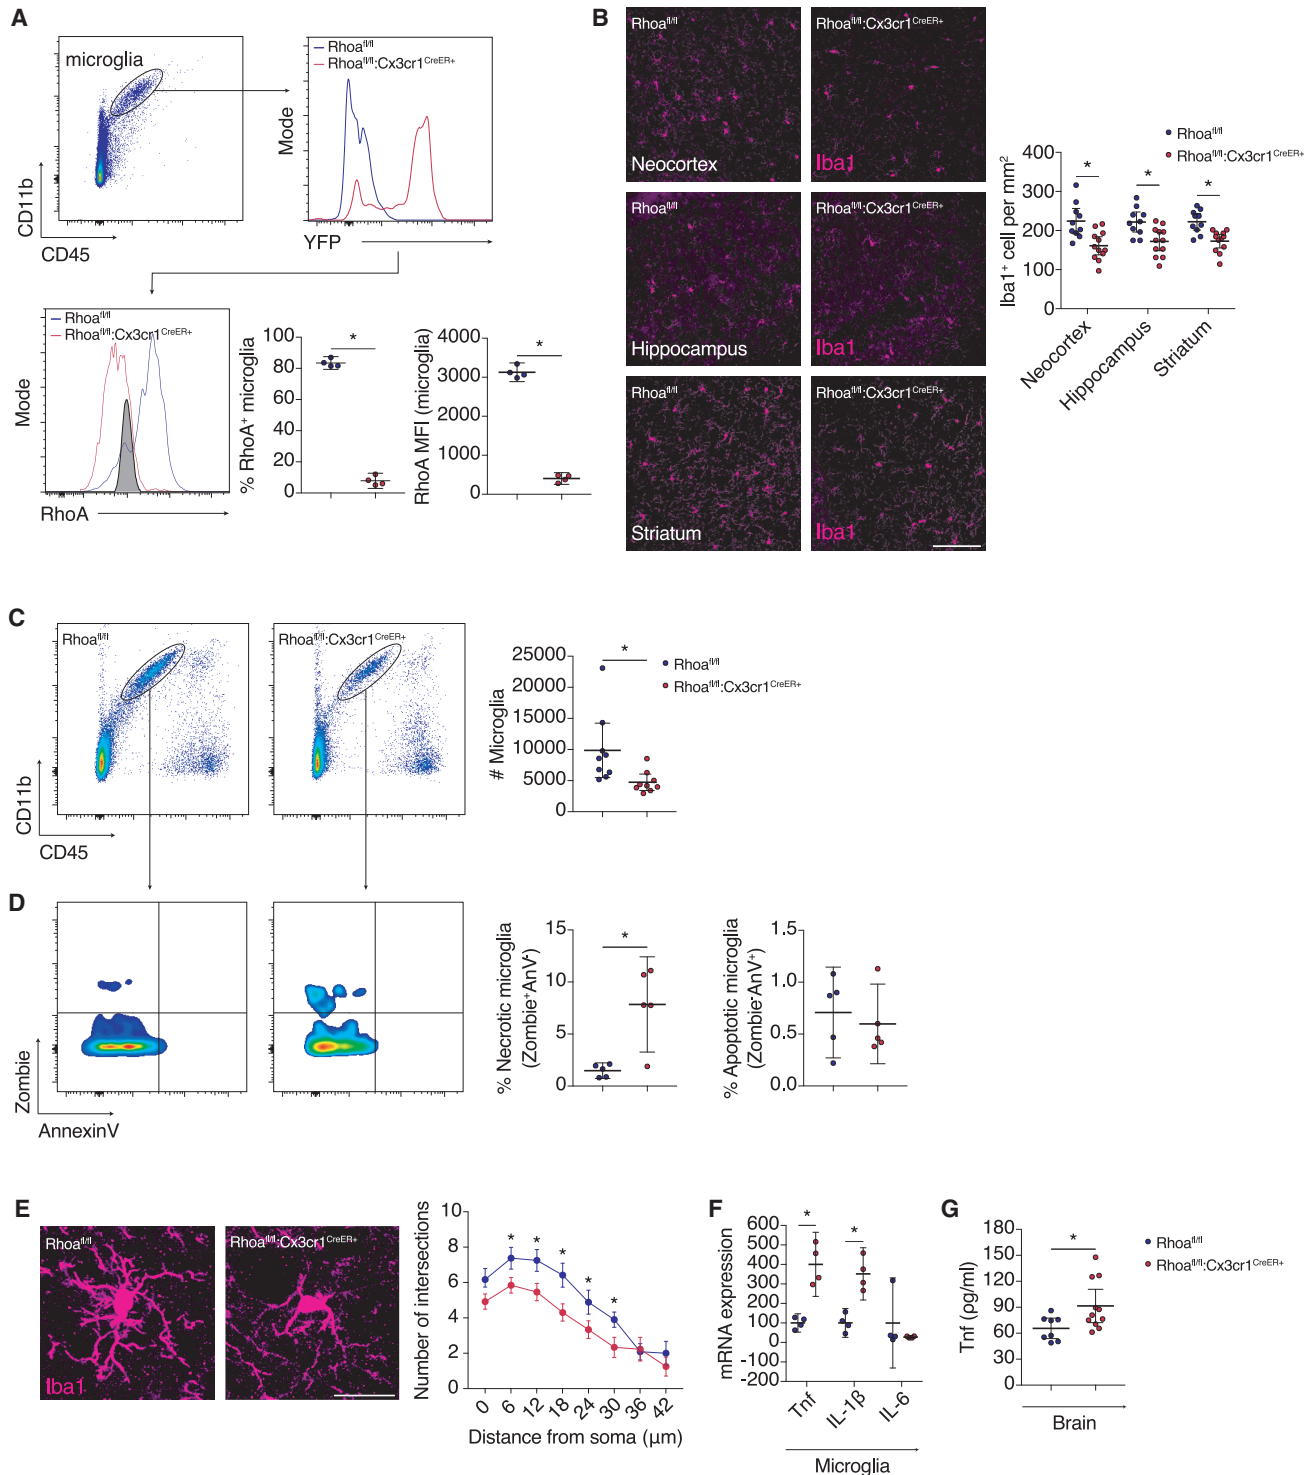 A
microglia
CD11b
CD45
Rhoa^fl/fl
Rhoa^fl/fl:Cx3cr1^CreER+
Mode
YFP
Rhoa^fl/fl
Rhoa^fl/fl:Cx3cr1^CreER+
Mode
RhoA
% RhoA⁺ microglia
100
80
60
40
20
0
*
RhoA MFI (microglia)
4000
3000
2000
1000
0
*
B
Rhoa^fl/fl
Neocortex
Rhoa^fl/fl:Cx3cr1^CreER+
Iba1
Rhoa^fl/fl
Hippocampus
Rhoa^fl/fl:Cx3cr1^CreER+
Iba1
Rhoa^fl/fl
Striatum
Rhoa^fl/fl:Cx3cr1^CreER+
Iba1
Rhoa^fl/fl
Rhoa^fl/fl:Cx3cr1^CreER+
Iba1⁺ cell per mm²
400
300
200
100
0
* * *
Neocortex
Hippocampus
Striatum
C
Rhoa^fl/fl
Rhoa^fl/fl:Cx3cr1^CreER+
CD11b
CD45
# Microglia
25000
20000
15000
10000
5000
0
*
Rhoa^fl/fl
Rhoa^fl/fl:Cx3cr1^CreER+
D
Zombie
AnnexinV
% Necrotic microglia
(Zombie⁺AnV⁻)
15
10
5
0
*
% Apoptotic microglia
(Zombie⁻AnV⁺)
1.5
1.0
0.5
0.0
E
Rhoa^fl/fl
Iba1
Rhoa^fl/fl:Cx3cr1^CreER+
Number of intersections
10
8
6
4
2
0
* * * * *
0 6 12 18 24 30 36 42
Distance from soma (µm)
F
mRNA expression
600
500
400
300
200
100
0
-100
-200
* *
Tnf
IL-1β
IL-6
Microglia
G
Tnf (pg/ml)
180
150
120
90
60
30
0
*
Brain
Rhoa^fl/fl
Rhoa^fl/fl:Cx3cr1^CreER+